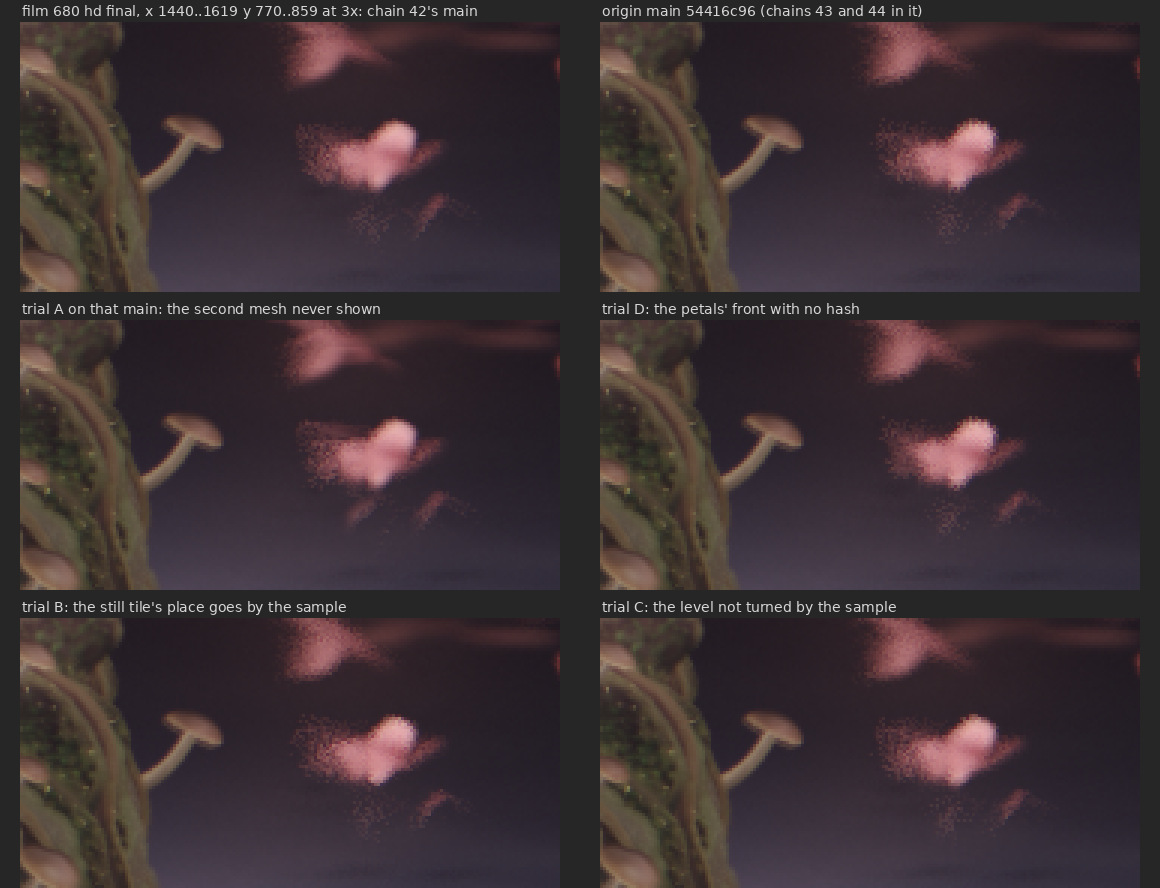 film 680 hd final, x 1440..1619 y 770..859 at 3x: chain 42's main
origin main 54416c96 (chains 43 and 44 in it)
trial A on that main: the second mesh never shown
trial D: the petals' front with no hash
trial B: the still tile's place goes by the sample
trial C: the level not turned by the sample